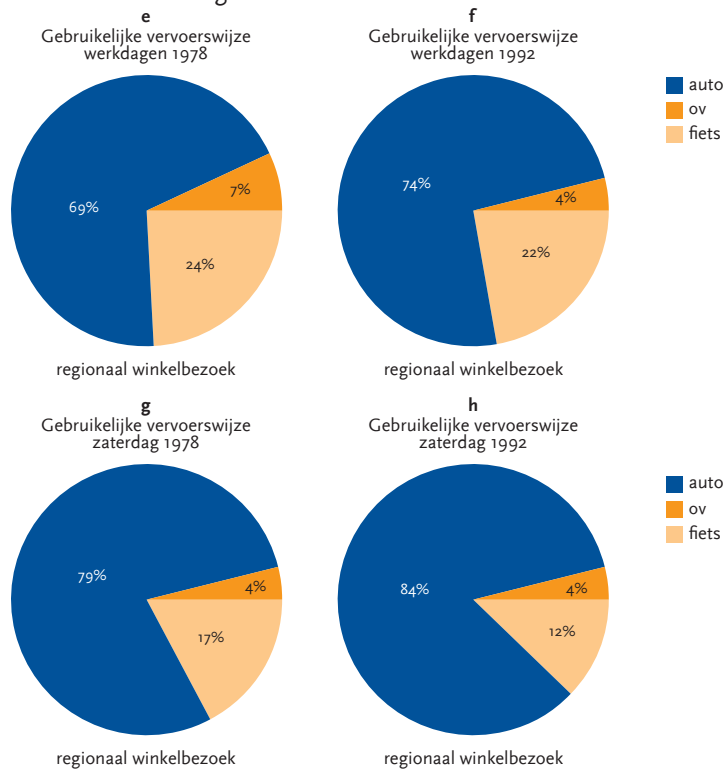 e
Gebruikelijke vervoerswijze
werkdagen 1978
69%
7%
24%
regionaal winkelbezoek
f
Gebruikelijke vervoerswijze
werkdagen 1992
74%
4%
22%
regionaal winkelbezoek
auto
ov
fiets
g
Gebruikelijke vervoerswijze
zaterdag 1978
79%
4%
17%
regionaal winkelbezoek
h
Gebruikelijke vervoerswijze
zaterdag 1992
84%
4%
12%
regionaal winkelbezoek
auto
ov
fiets